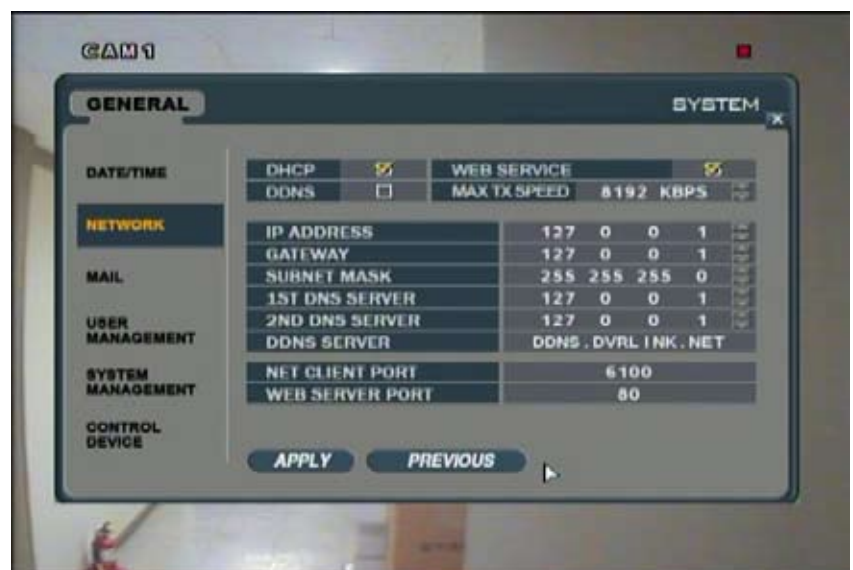 CAM 1
GENERAL
SYSTEM
DATE/TIME
NETWORK
MAIL
USER
MANAGEMENT
SYSTEM
MANAGEMENT
CONTROL
DEVICE
DHCP WEB SERVICE
DDNS MAX TX SPEED 8192 KBPS
IP ADDRESS 127 0 0 1
GATEWAY 127 0 0 1
SUBNET MASK 255 255 255 0
1ST DNS SERVER 127 0 0 1
2ND DNS SERVER 127 0 0 1
DDNS SERVER DDNS.DVRLINK.NET
NET CLIENT PORT 6100
WEB SERVER PORT 80
APPLY PREVIOUS